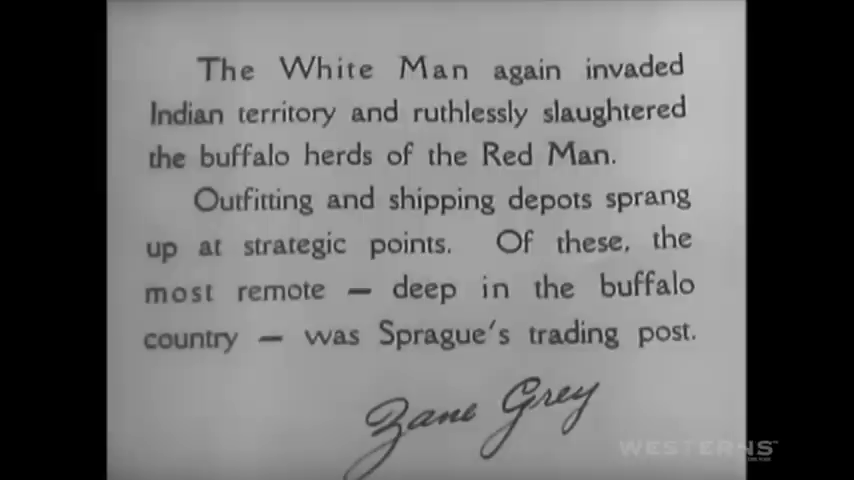 The White Man again invaded
Indian territory and ruthlessly slaughtered
the buffalo herds of the Red Man.
Outfitting and shipping depots sprang
up at strategic points. Of these, the
most remote — deep in the buffalo
country — was Sprague's trading post.
Zane Grey
WESTERNS